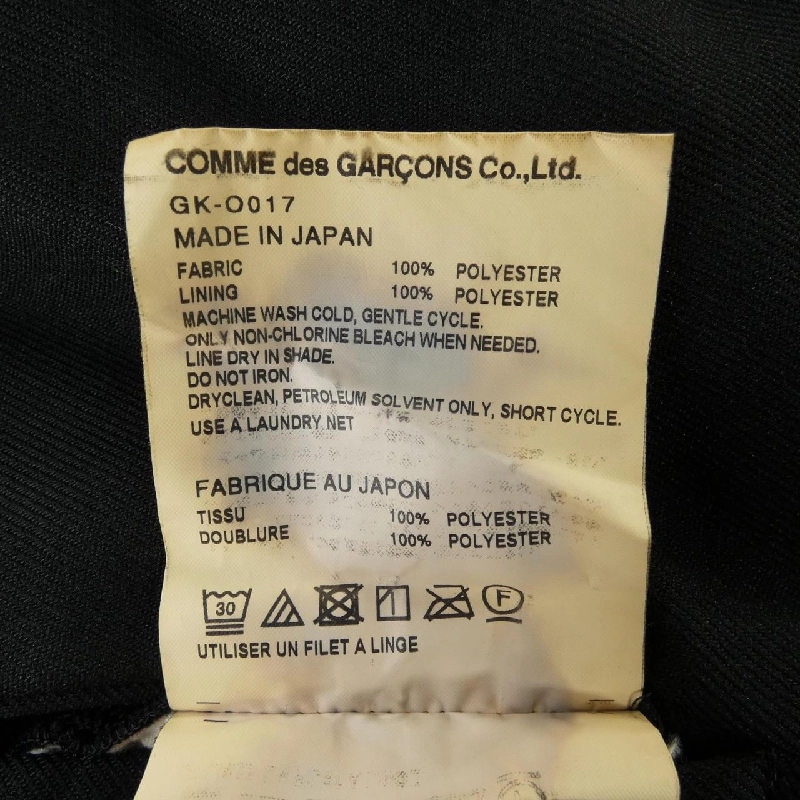 COMME des GARÇONS Co.,Ltd.
GK-O017
MADE IN JAPAN
FABRIC 100% POLYESTER
LINING 100% POLYESTER
MACHINE WASH COLD, GENTLE CYCLE.
ONLY NON-CHLORINE BLEACH WHEN NEEDED.
LINE DRY IN SHADE.
DO NOT IRON.
DRYCLEAN, PETROLEUM SOLVENT ONLY, SHORT CYCLE.
USE A LAUNDRY NET
FABRIQUE AU JAPON
TISSU 100% POLYESTER
DOUBLURE 100% POLYESTER
30 F
UTILISER UN FILET A LINGE